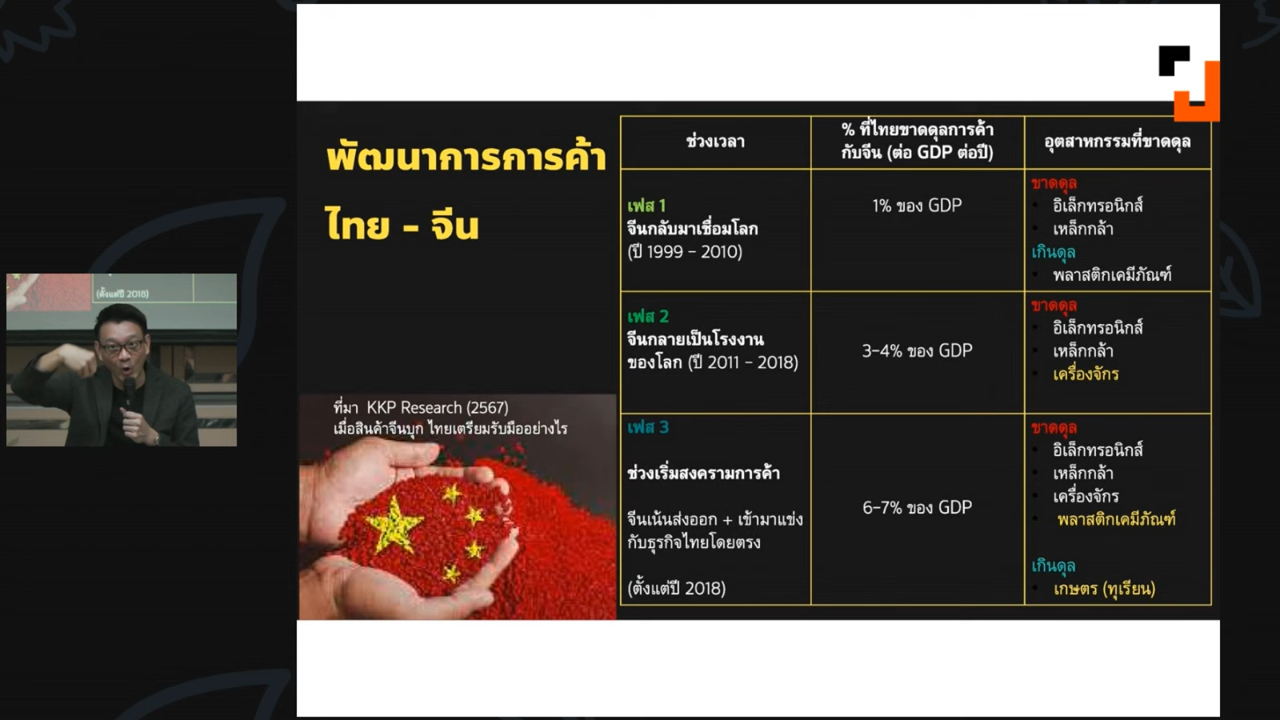 พัฒนาการการค้า
ไทย - จีน
ที่มา KKP Research (2567)
เมื่อสินค้าจีนบุก ไทยเตรียมรับมืออย่างไร
ช่วงเวลา
% ที่ไทยขาดดุลการค้า
กับจีน (ต่อ GDP ต่อปี)
อุตสาหกรรมที่ขาดดุล
เฟส 1
จีนกลับมาเชื่อมโลก
(ปี 1999 - 2010)
1% ของ GDP
ขาดดุล
อิเล็กทรอนิกส์
เหล็กกล้า
เกินดุล
พลาสติกเคมีภัณฑ์
เฟส 2
จีนกลายเป็นโรงงาน
ของโลก (ปี 2011 - 2018)
3-4% ของ GDP
ขาดดุล
อิเล็กทรอนิกส์
เหล็กกล้า
เครื่องจักร
เฟส 3
ช่วงเริ่มสงครามการค้า
จีนเน้นส่งออก + เข้ามาแข่ง
กับธุรกิจไทยโดยตรง
(ตั้งแต่ปี 2018)
6-7% ของ GDP
ขาดดุล
อิเล็กทรอนิกส์
เหล็กกล้า
เครื่องจักร
พลาสติกเคมีภัณฑ์
เกินดุล
เกษตร (ทุเรียน)
(ตั้งแต่ปี 2018)